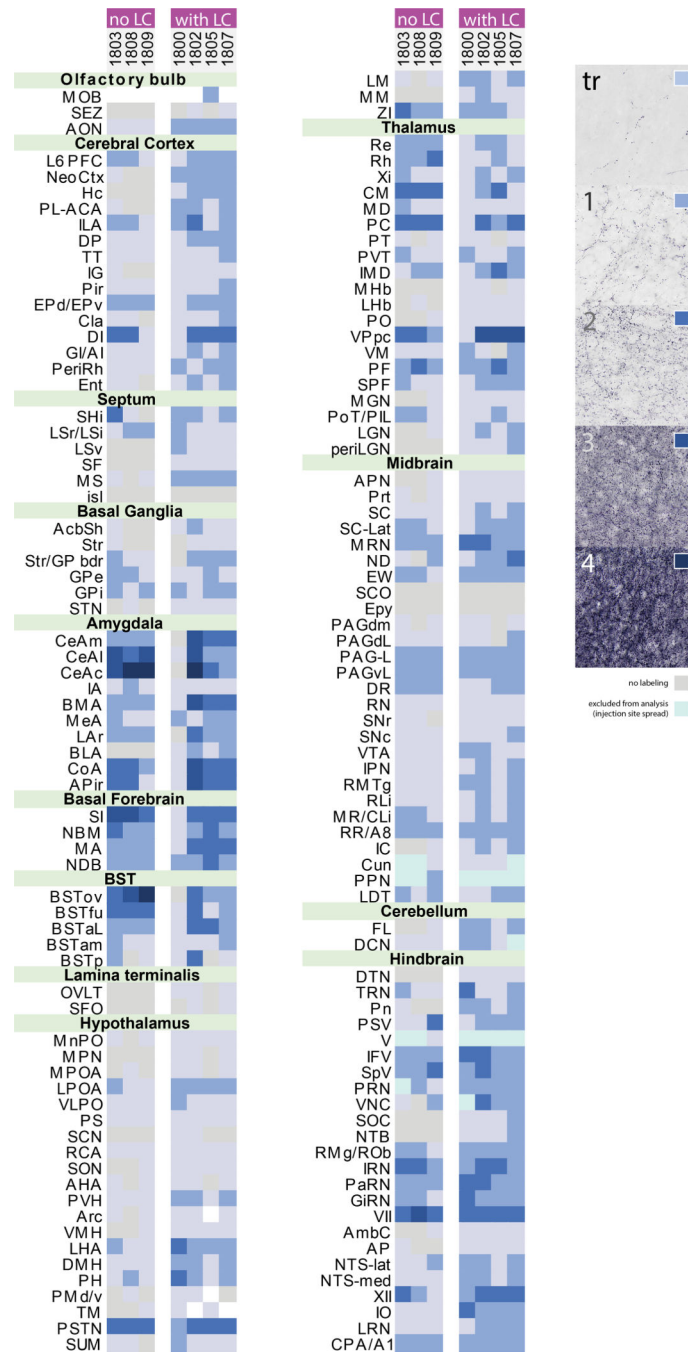 no LC with LC
1803 1808 1809 1800 1802 1805 1807
Olfactory bulb
MOB
SEZ
AON
Cerebral Cortex
L6 PFC
NeoCtx
Hc
PL-ACA
ILA
DP
TT
IG
Pir
EPd/EPv
Cla
DI
GI/AI
PeriRh
Ent
Septum
SHi
LSr/LSi
LSv
SF
MS
isl
Basal Ganglia
AcbSh
Str
Str/GP bdr
GPe
GPi
STN
Amygdala
CeAm
CeAl
CeAc
IA
BMA
MeA
LAr
BLA
CoA
APir
Basal Forebrain
SI
NBM
MA
NDB
BST
BSTov
BSTfu
BSTaL
BSTam
BSTp
Lamina terminalis
OVLT
SFO
Hypothalamus
MnPO
MPN
MPOA
LPOA
VLPO
PS
SCN
RCA
SON
AHA
PVH
Arc
VMH
LHA
DMH
PH
PMd/v
TM
PSTN
SUM
no LC with LC
1803 1808 1809 1800 1802 1805 1807
LM
MM
ZI
Thalamus
Re
Rh
Xi
CM
MD
PC
PT
PVT
IMD
MHb
LHb
PO
VPpc
VM
PF
SPF
MGN
PoT/PIL
LGN
periLGN
Midbrain
APN
Prt
SC
SC-Lat
MRN
ND
EW
SCO
Epy
PAGdm
PAGdL
PAG-L
PAGvL
DR
RN
SNr
SNc
VTA
IPN
RMTg
RLi
MR/CLi
RR/A8
IC
Cun
PPN
LDT
Cerebellum
FL
DCN
Hindbrain
DTN
TRN
Pn
PSV
V
IFV
SpV
PRN
VNC
SOC
NTB
RMg/ROb
IRN
PaRN
GiRN
VII
AmbC
AP
NTS-lat
NTS-med
XII
IO
LRN
CPA/A1
tr
1
2
3
4
no labeling
excluded from analysis
(injection site spread)